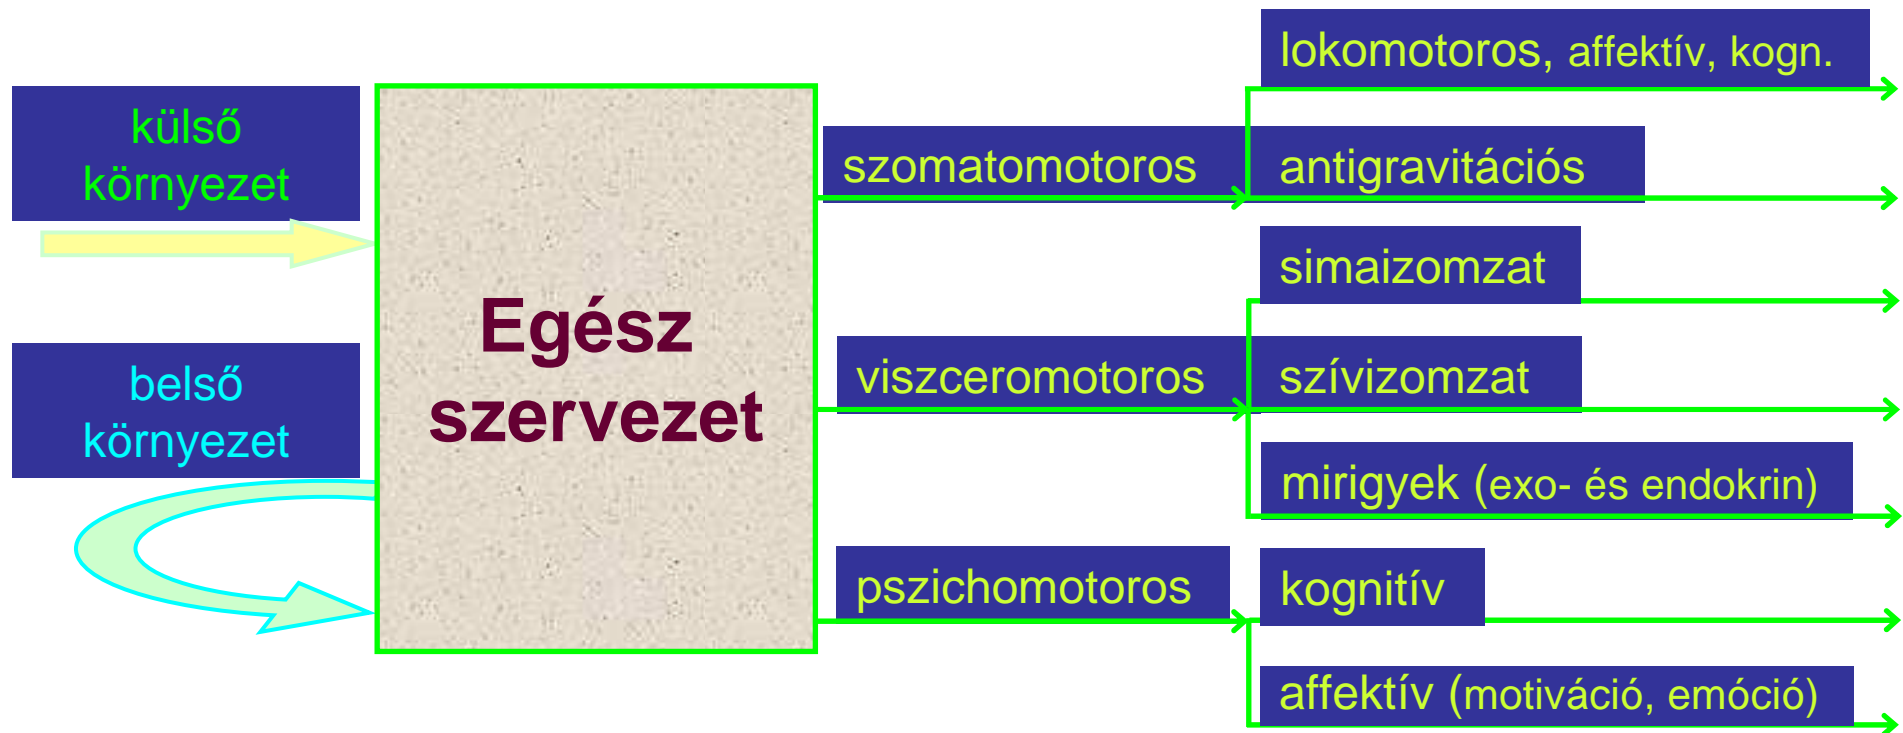 külső
környezet
belső
környezet
Egész
szervezet
szomatomotoros
lokomotoros, affektív, kogn.
antigravitációs
viszceromotoros
simaizomzat
szívizomzat
mirigyek (exo- és endokrin)
pszichomotoros
kognitív
affektív (motiváció, emóció)